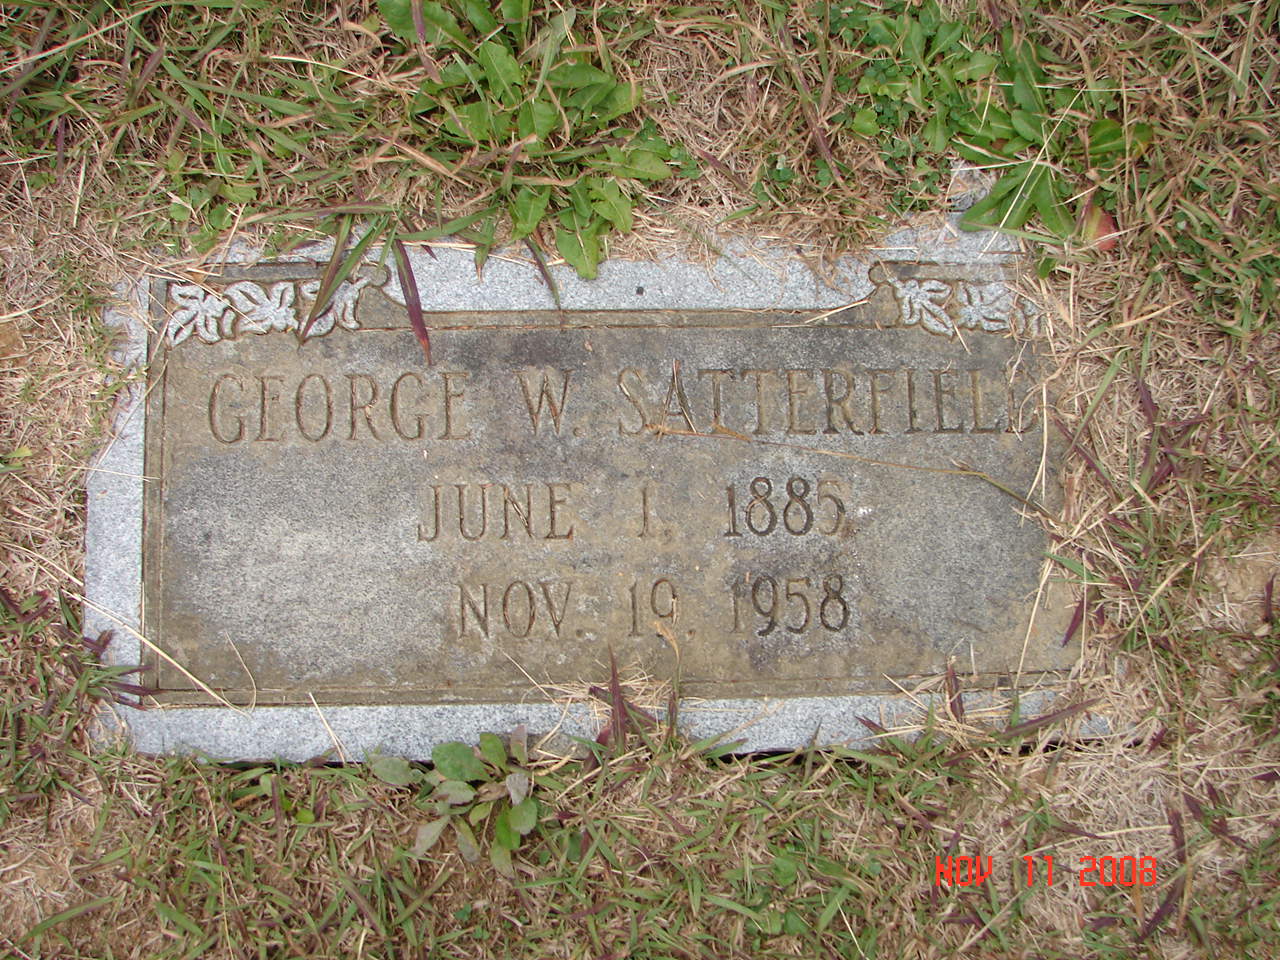 GEORGE W. SATTERFIELD
JUNE 1, 1885
NOV. 19, 1958
NOV 11 2008